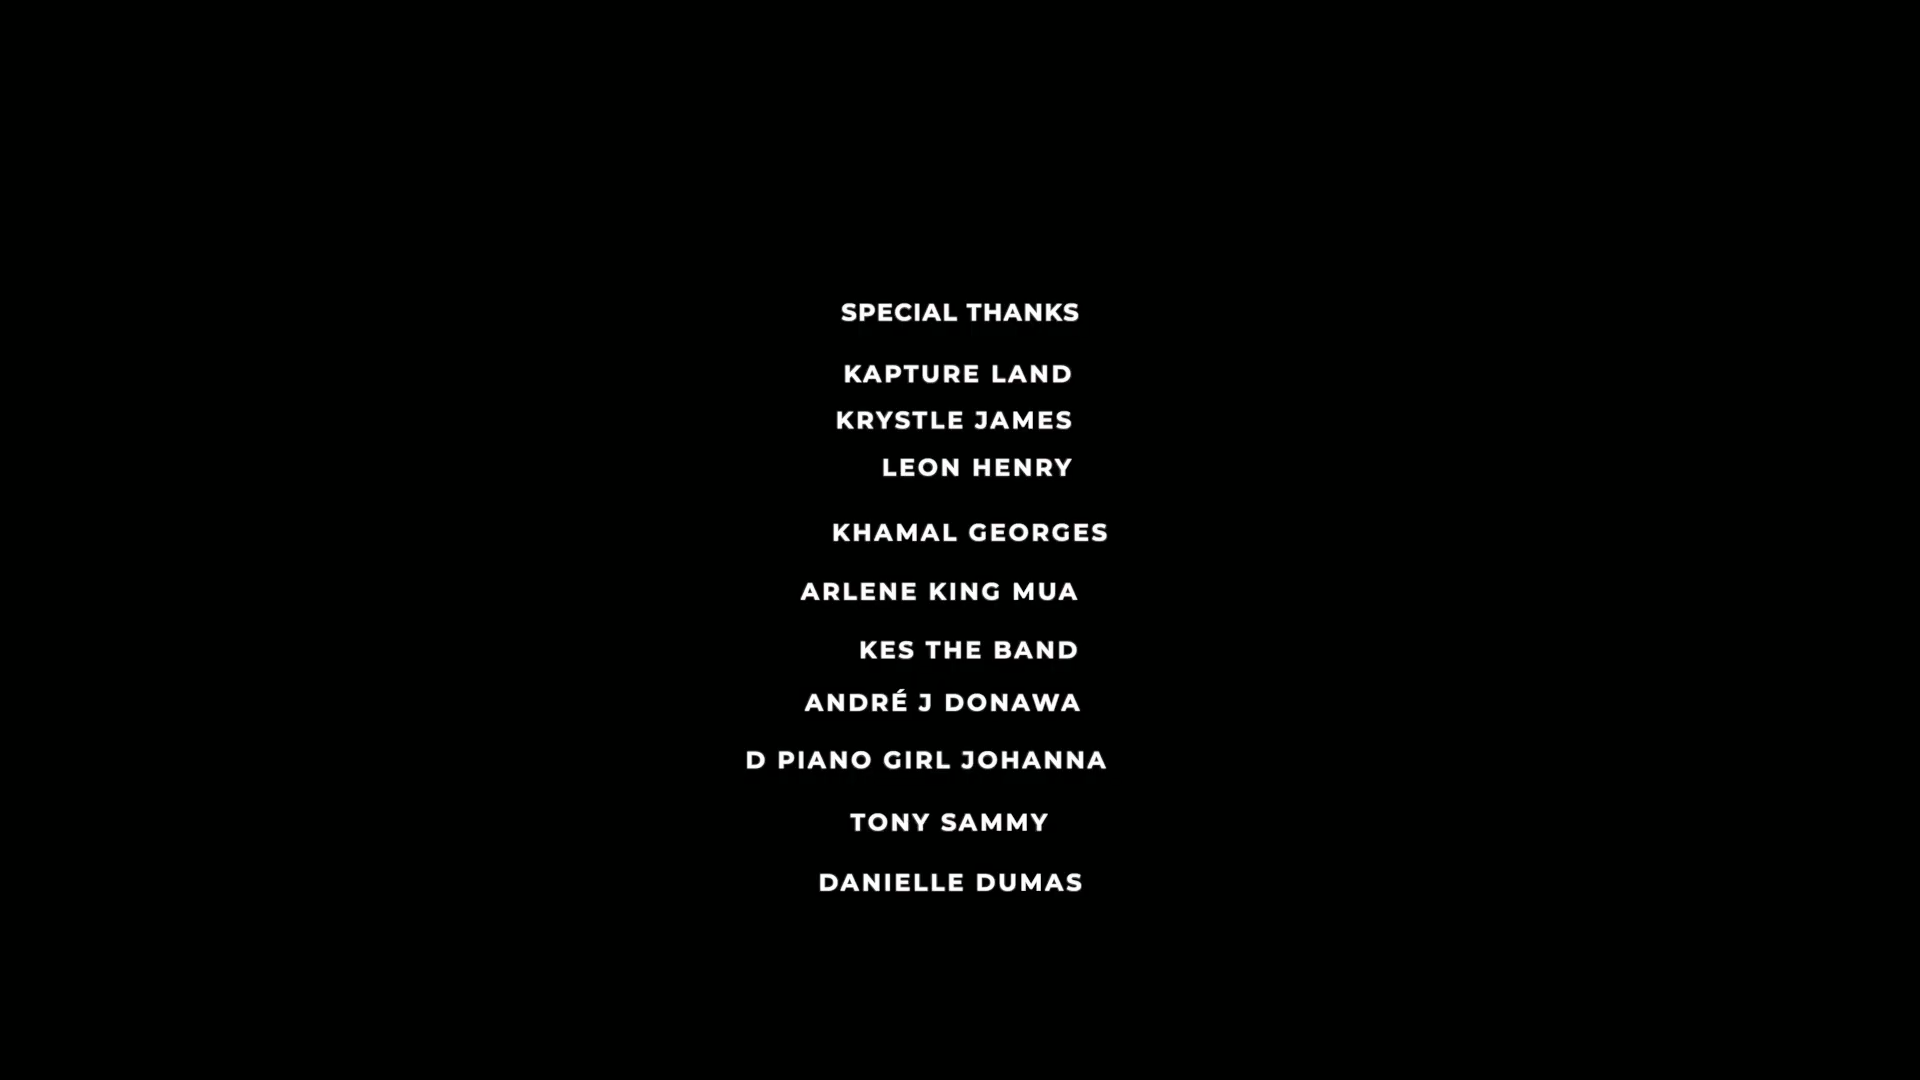 SPECIAL THANKS
KAPTURE LAND
KRYSTLE JAMES
LEON HENRY
KHAMAL GEORGES
ARLENE KING MUA
KES THE BAND
ANDRÉ J DONAWA
D PIANO GIRL JOHANNA
TONY SAMMY
DANIELLE DUMAS